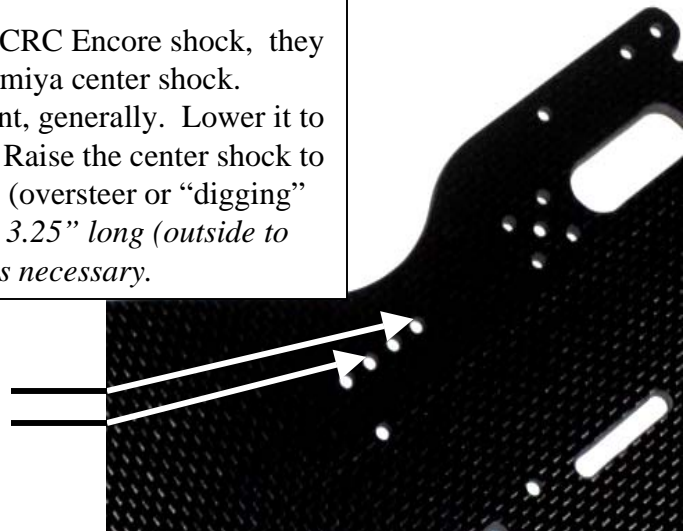 CRC Encore shock, they
miya center shock.
nt, generally. Lower it to
Raise the center shock to
(oversteer or “digging”
3.25” long (outside to
s necessary.